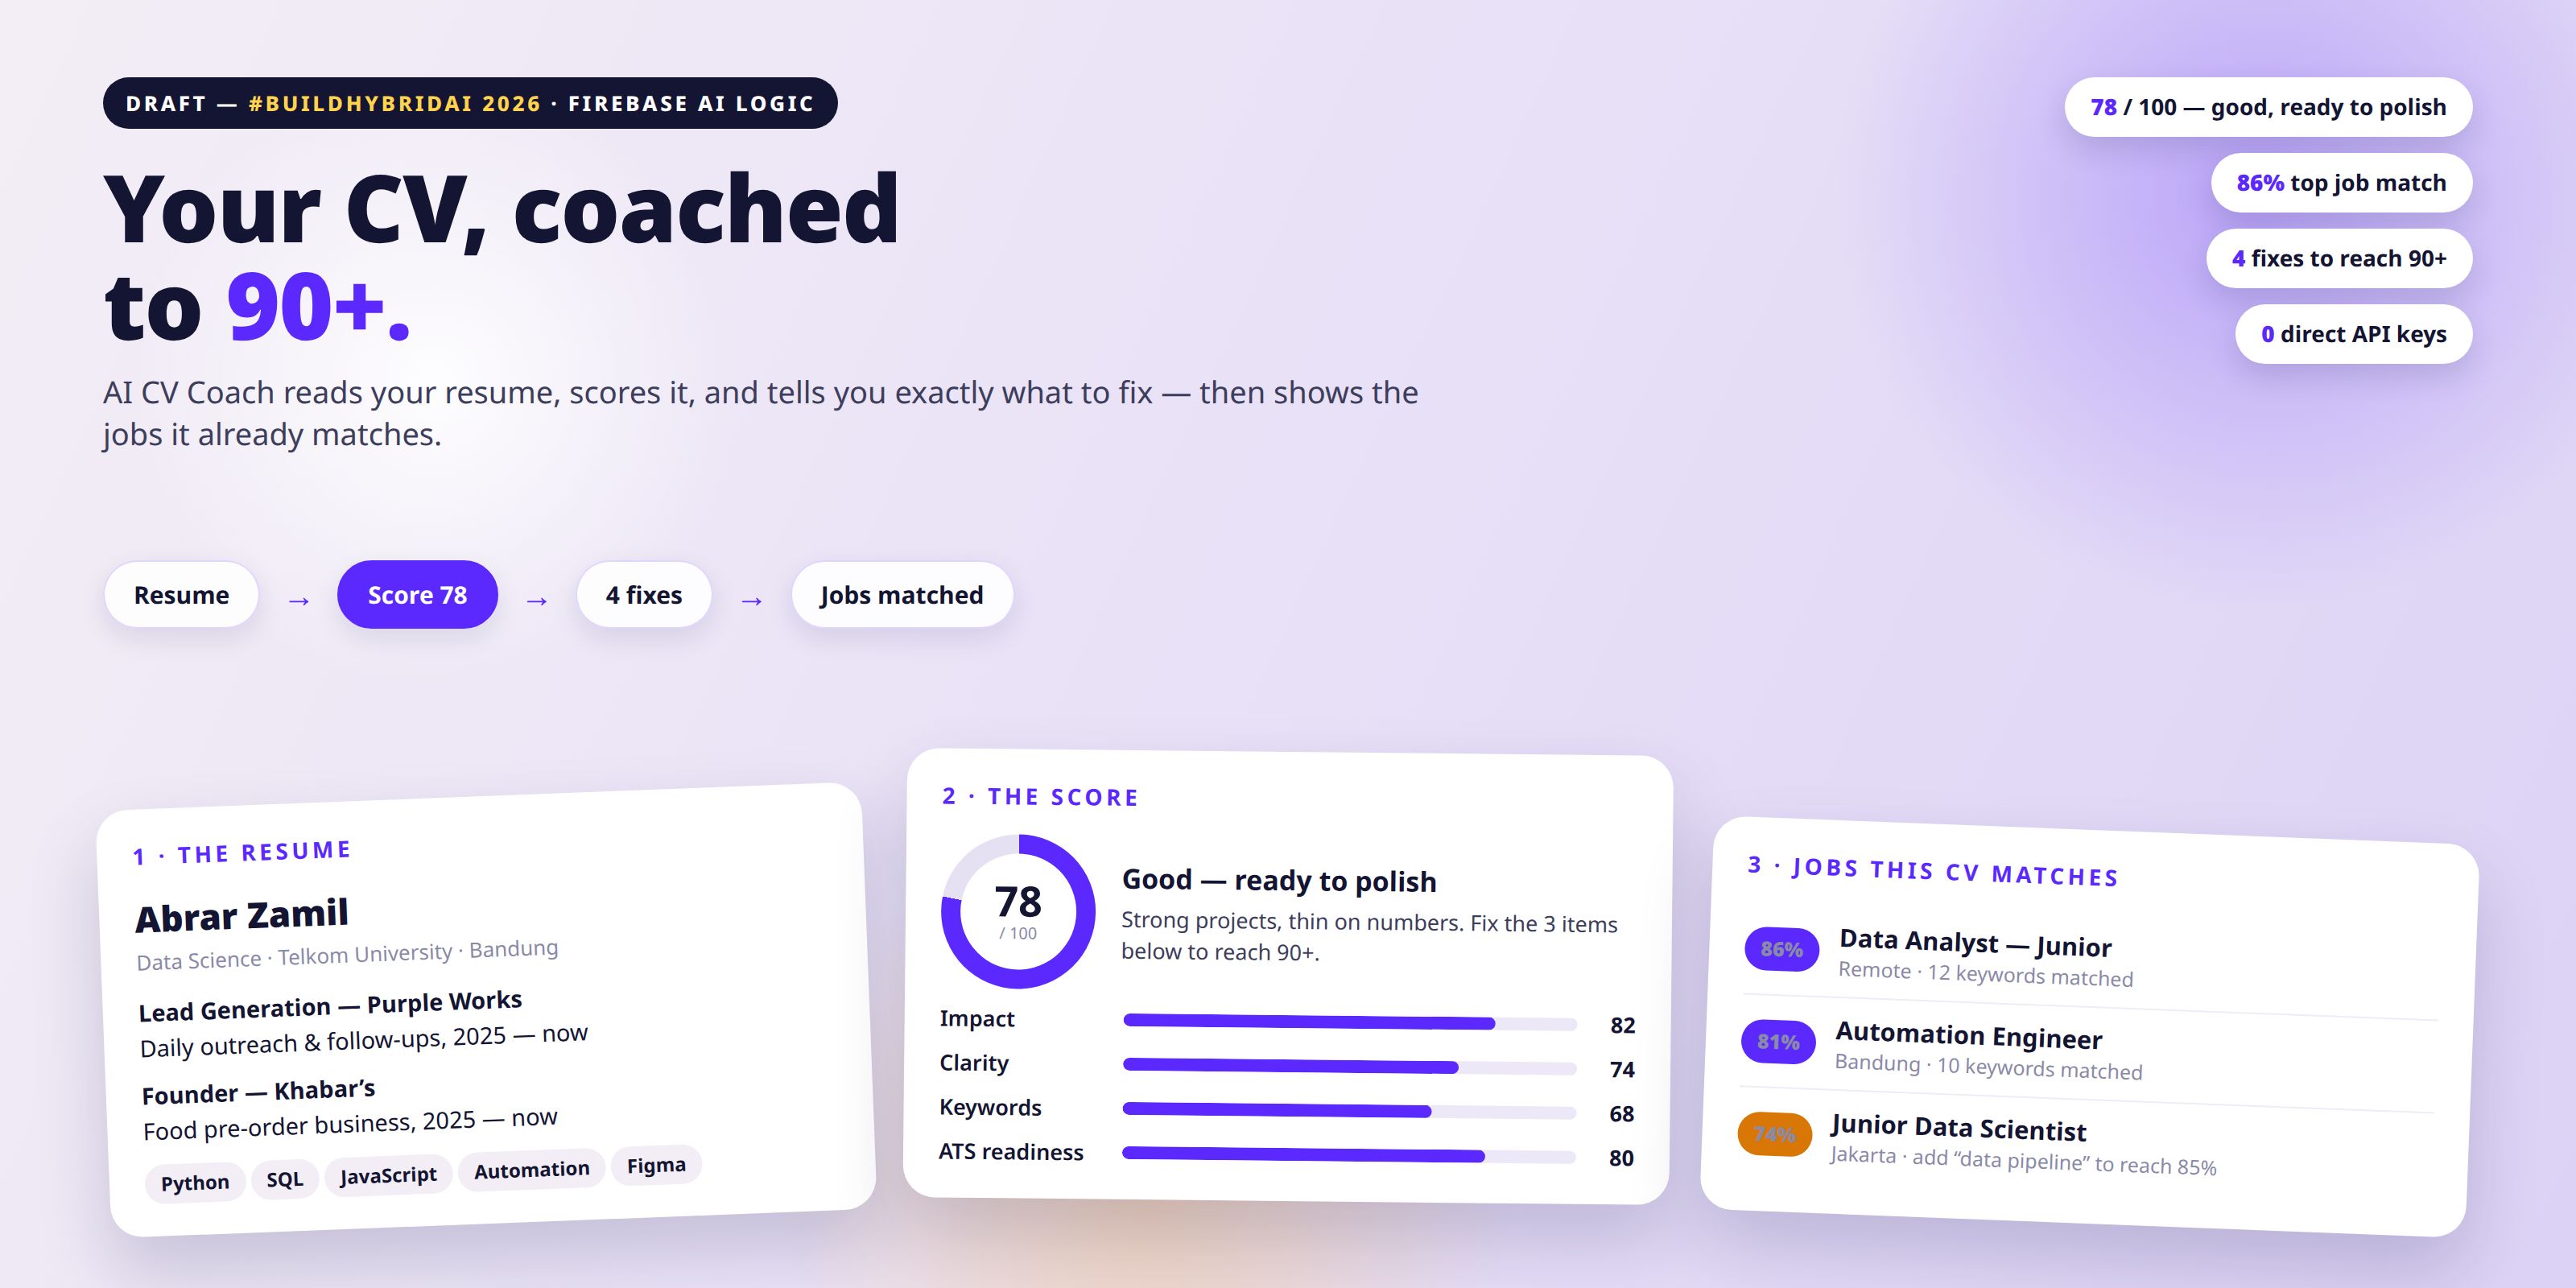 DRAFT — #BUILDHYBRIDAI 2026 · FIREBASE AI LOGIC
Your CV, coached
to 90+.
AI CV Coach reads your resume, scores it, and tells you exactly what to fix — then shows the
jobs it already matches.
78 / 100 — good, ready to polish
86% top job match
4 fixes to reach 90+
0 direct API keys
Resume → Score 78 → 4 fixes → Jobs matched
1 · THE RESUME
Abrar Zamil
Data Science · Telkom University · Bandung
Lead Generation — Purple Works
Daily outreach & follow-ups, 2025 — now
Founder — Khabar’s
Food pre-order business, 2025 — now
Python SQL JavaScript Automation Figma
2 · THE SCORE
78
/ 100
Good — ready to polish
Strong projects, thin on numbers. Fix the 3 items
below to reach 90+.
Impact 82
Clarity 74
Keywords 68
ATS readiness 80
3 · JOBS THIS CV MATCHES
86%
Data Analyst — Junior
Remote · 12 keywords matched
81%
Automation Engineer
Bandung · 10 keywords matched
74%
Junior Data Scientist
Jakarta · add “data pipeline” to reach 85%